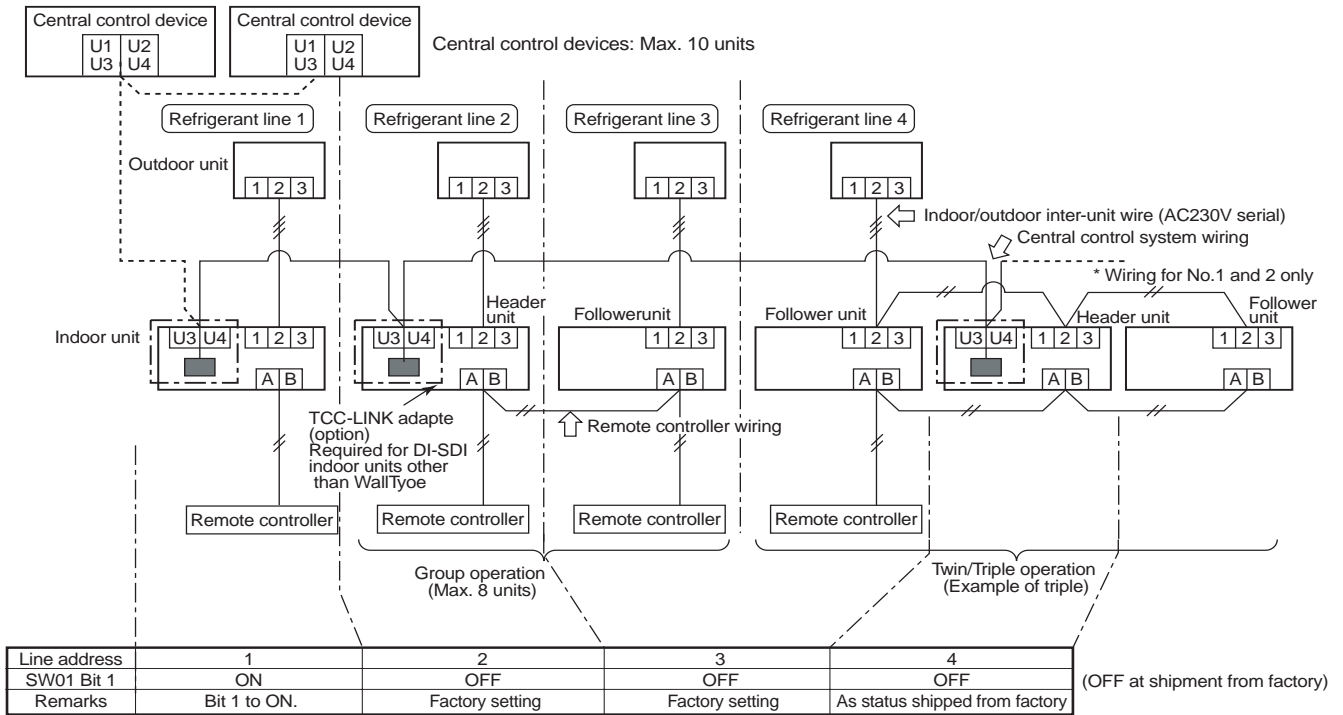 Central control device
U1 U2
U3 U4
Central control device
U1 U2
U3 U4
Central control devices: Max. 10 units
Refrigerant line 1
Refrigerant line 2
Refrigerant line 3
Refrigerant line 4
Outdoor unit
1 2 3
1 2 3
1 2 3
1 2 3
Indoor/outdoor inter-unit wire (AC230V serial)
Central control system wiring
* Wiring for No.1 and 2 only
Indoor unit
U3 U4
1 2 3
A B
U3 U4
1 2 3
A B
Header
unit
Followerunit
1 2 3
A B
Follower unit
1 2 3
A B
U3 U4
1 2 3
A B
Header unit
Follower
unit
1 2 3
A B
TCC-LINK adapte
(option)
Required for DI-SDI
indoor units other
than WallTyoe
Remote controller wiring
Remote controller
Remote controller
Remote controller
Remote controller
Group operation
(Max. 8 units)
Twin/Triple operation
(Example of triple)
Line address 1 2 3 4
SW01 Bit 1 ON OFF OFF OFF
(OFF at shipment from factory)
Remarks Bit 1 to ON. Factory setting Factory setting As status shipped from factory